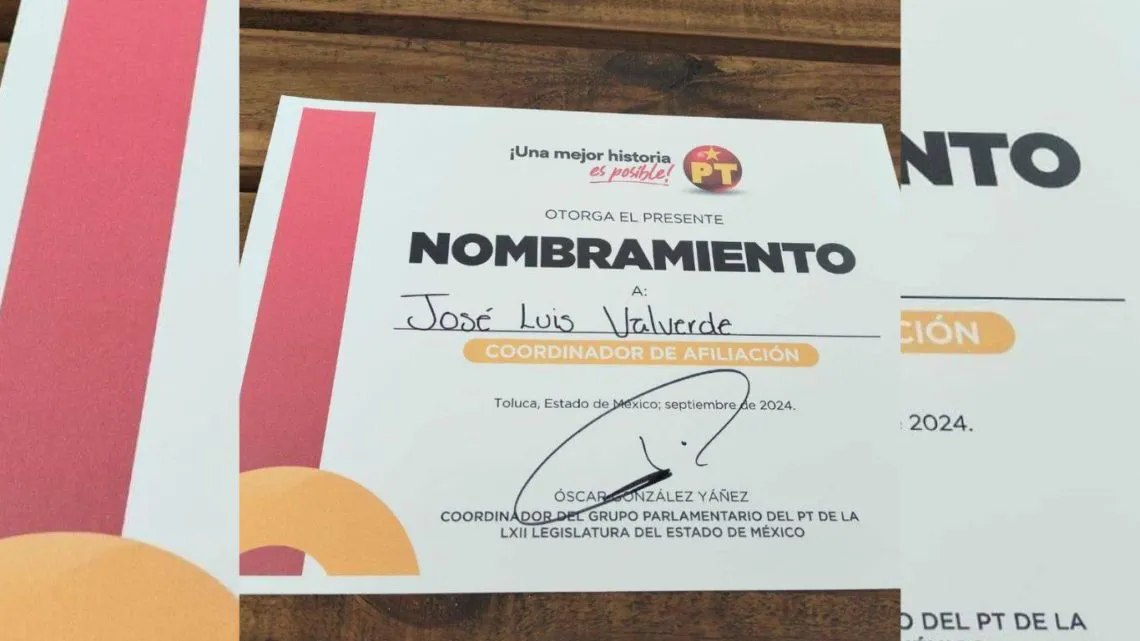 ¡Una mejor historia
es posible!
PT
OTORGA EL PRESENTE
NOMBRAMIENTO
A:
José Luis Valverde
COORDINADOR DE AFILIACIÓN
Toluca, Estado de México; septiembre de 2024.
ÓSCAR GONZÁLEZ YÁÑEZ
COORDINADOR DEL GRUPO PARLAMENTARIO DEL PT DE LA
LXII LEGISLATURA DEL ESTADO DE MÉXICO
NTO
CIÓN
2024.
DEL PT DE LA